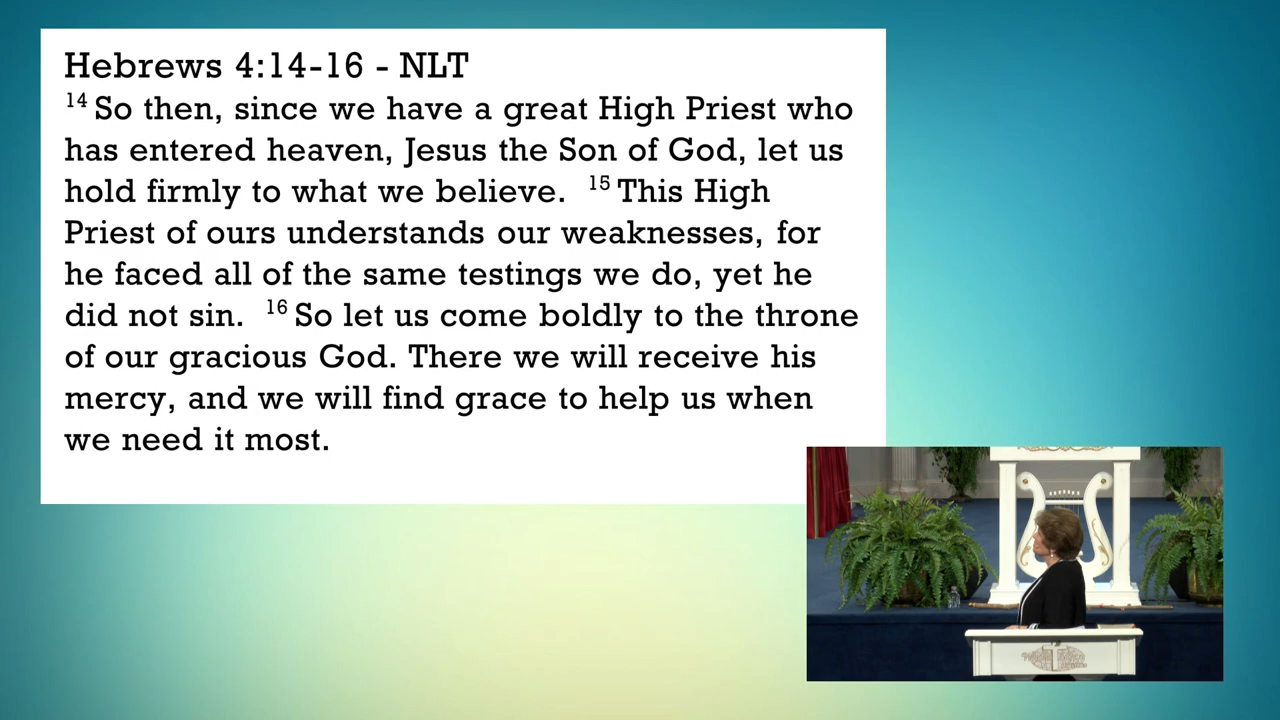 Hebrews 4:14-16 - NLT
14 So then, since we have a great High Priest who
has entered heaven, Jesus the Son of God, let us
hold firmly to what we believe. 15 This High
Priest of ours understands our weaknesses, for
he faced all of the same testings we do, yet he
did not sin. 16 So let us come boldly to the throne
of our gracious God. There we will receive his
mercy, and we will find grace to help us when
we need it most.